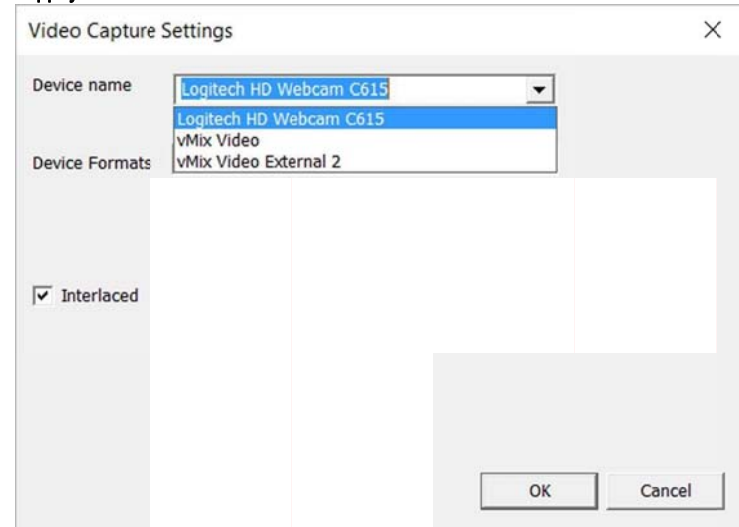 Video Capture Settings
Device name
Logitech HD Webcam C615
Logitech HD Webcam C615
vMix Video
Device Formats
vMix Video External 2
Interlaced
OK
Cancel